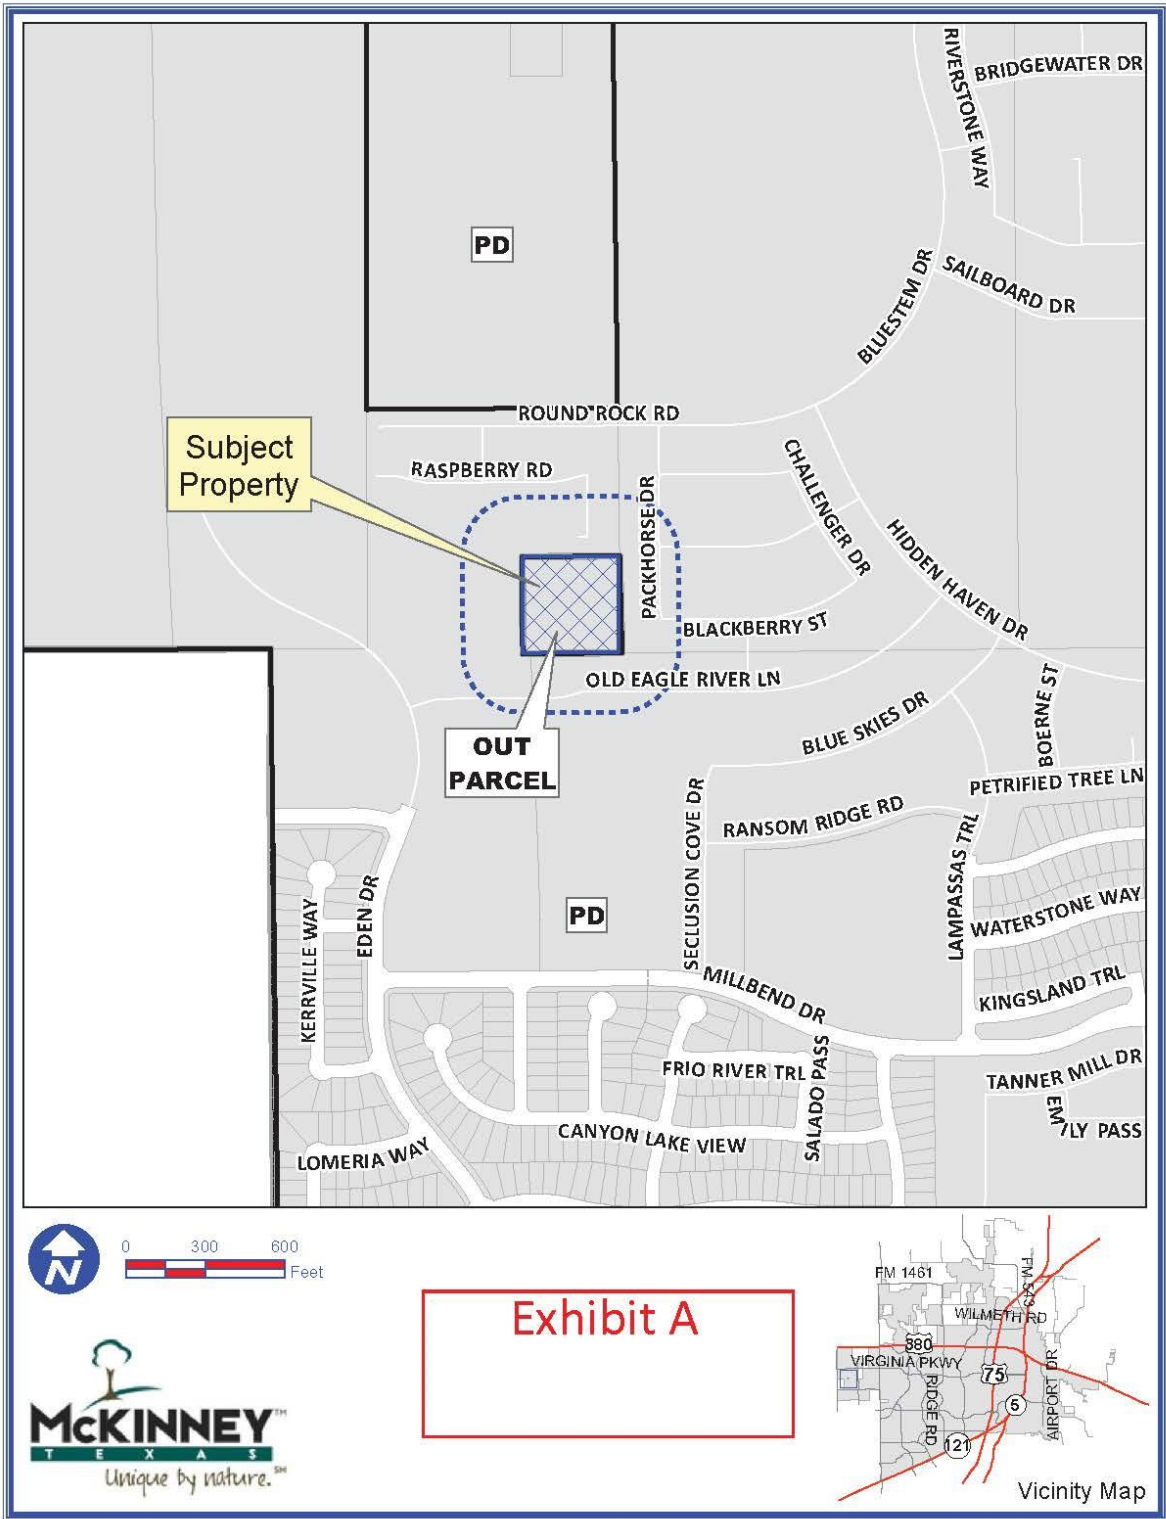 RIVERSTONE WAY
BRIDGEWATER DR
PD
BLUESTEM DR
SAILBOARD DR
ROUND ROCK RD
Subject
Property
RASPBERRY RD
PACKHORSE DR
CHALLENGER DR
HIDDEN HAVEN DR
BLACKBERRY ST
OLD EAGLE RIVER LN
OUT
PARCEL
BLUE SKIES DR
BOERNE ST
PETRIFIED TREE LN
SECLUSION COVE DR
RANSOM RIDGE RD
LAMPASSAS TRL
KERRVILLE WAY
EDEN DR
PD
WATERSTONE WAY
MILLBEND DR
KINGSLAND TRL
FRIO RIVER TRL
SALADO PASS
TANNER MILL DR
EMILY PASS
CANYON LAKE VIEW
LOMERIA WAY
N
0 300 600
Feet
Exhibit A
McKINNEY™
TEXAS
Unique by nature.℠
FM 1461
FM 543
WILMETH RD
380
VIRGINIA PKWY
75
RIDGE RD
5
AIRPORT DR
121
Vicinity Map